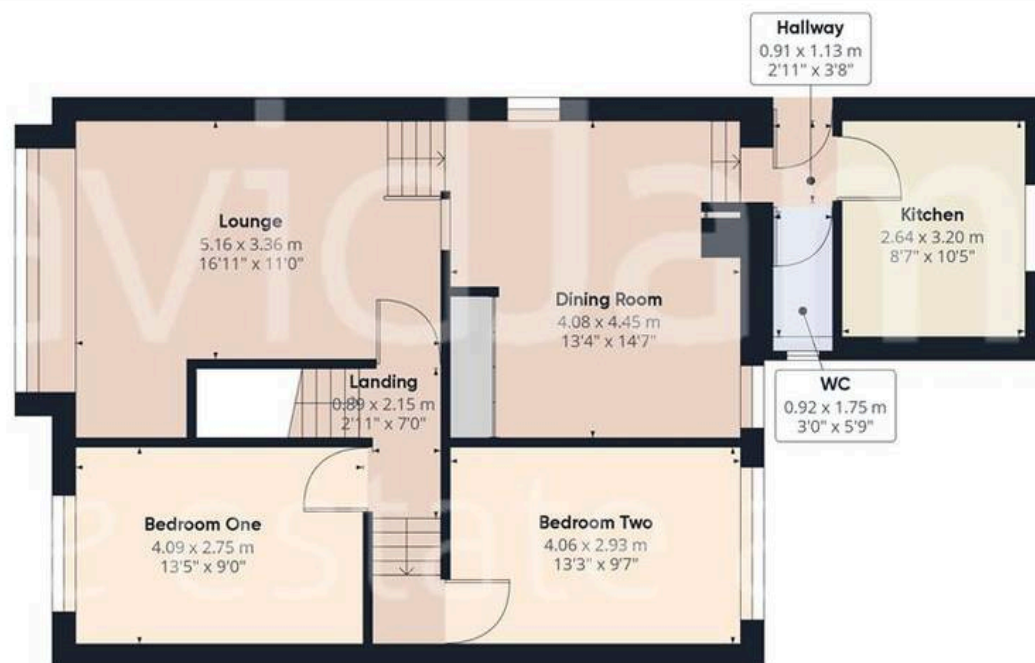 Hallway
0.91 x 1.13 m
2'11" x 3'8"
Lounge
5.16 x 3.36 m
16'11" x 11'0"
Kitchen
2.64 x 3.20 m
8'7" x 10'5"
Dining Room
4.08 x 4.45 m
13'4" x 14'7"
Landing
0.89 x 2.15 m
2'11" x 7'0"
WC
0.92 x 1.75 m
3'0" x 5'9"
Bedroom One
4.09 x 2.75 m
13'5" x 9'0"
Bedroom Two
4.06 x 2.93 m
13'3" x 9'7"